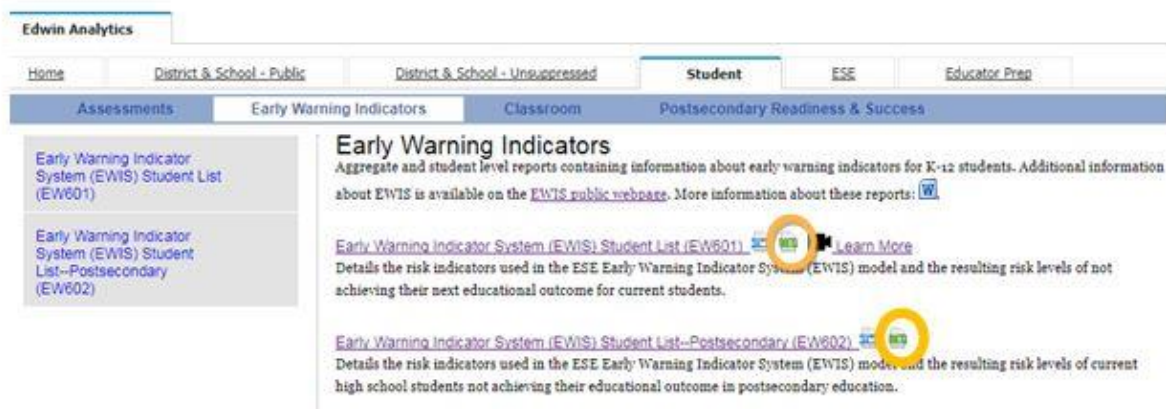 Edwin Analytics
Home District & School - Public District & School - Unsuppressed Student ESE Educator Prep
Assessments Early Warning Indicators Classroom Postsecondary Readiness & Success
Early Warning Indicator
System (EWIS) Student List
(EW601)
Early Warning Indicator
System (EWIS) Student
List--Postsecondary
(EW602)
Early Warning Indicators
Aggregate and student level reports containing information about early warning indicators for K-12 students. Additional information
about EWIS is available on the EWIS public webpage. More information about these reports: W.
Early Warning Indicator System (EWIS) Student List (EW601) Learn More
Details the risk indicators used in the ESE Early Warning Indicator System (EWIS) model and the resulting risk levels of not
achieving their next educational outcome for current students.
Early Warning Indicator System (EWIS) Student List--Postsecondary (EW602)
Details the risk indicators used in the ESE Early Warning Indicator System (EWIS) model and the resulting risk levels of current
high school students not achieving their educational outcome in postsecondary education.